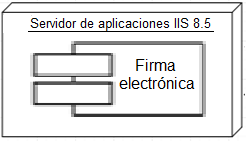 Servidor de aplicaciones IIS 8.5
Firma
electrónica